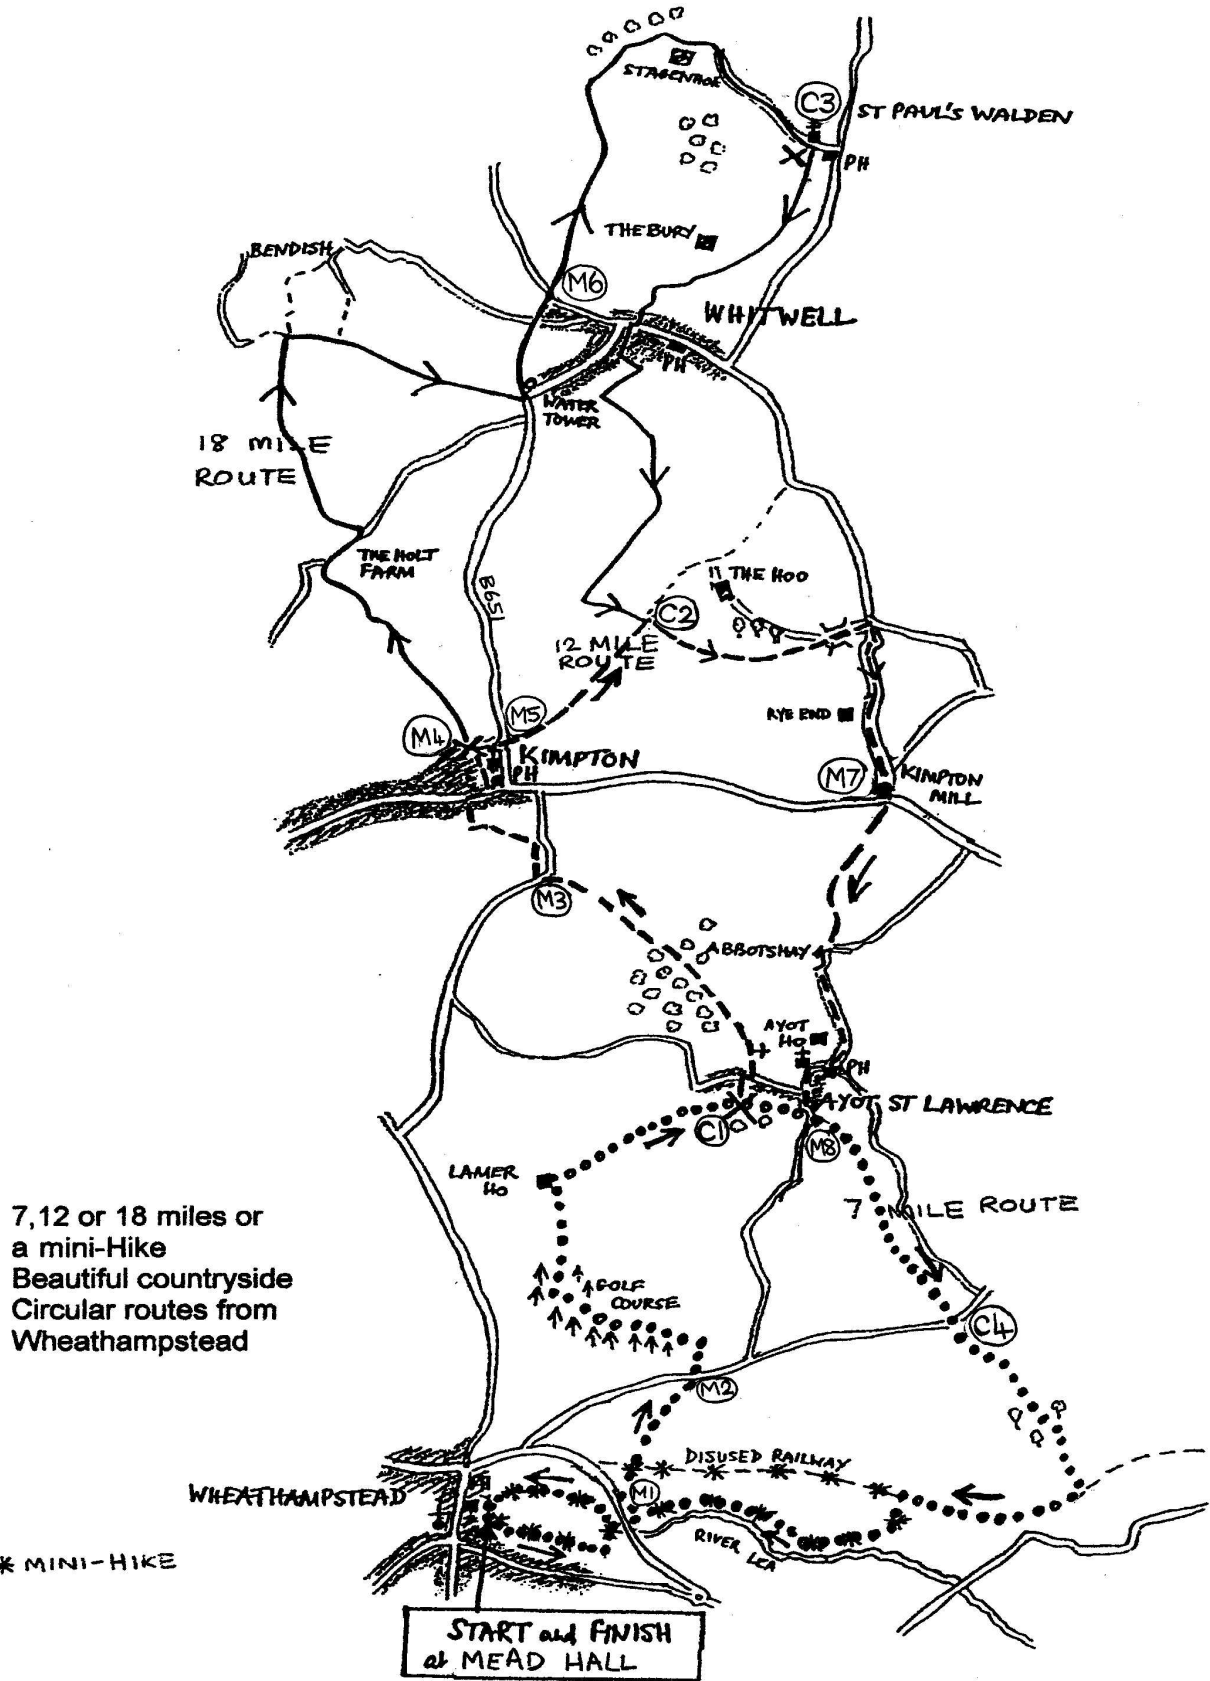 STAGENHOE
C3
ST PAUL'S WALDEN
PH
THE BURY
BENDISH
M6
WHITWELL
PH
WATER
TOWER
18 MILE
ROUTE
THE HOLT
FARM
B651
THE HOO
C2
12 MILE
ROUTE
RYE END
M5
M4
KIMPTON
PH
M7
KIMPTON
MILL
M3
ABBOTSHAY
AYOT
HO
PH
AYOT ST LAWRENCE
C1
M8
LAMER
HO
7 MILE ROUTE
7,12 or 18 miles or
a mini-Hike
Beautiful countryside
Circular routes from
Wheathampstead
GOLF
COURSE
C4
M2
DISUSED RAILWAY
WHEATHAMPSTEAD
M1
RIVER LEA
* MINI-HIKE
START and FINISH
at MEAD HALL